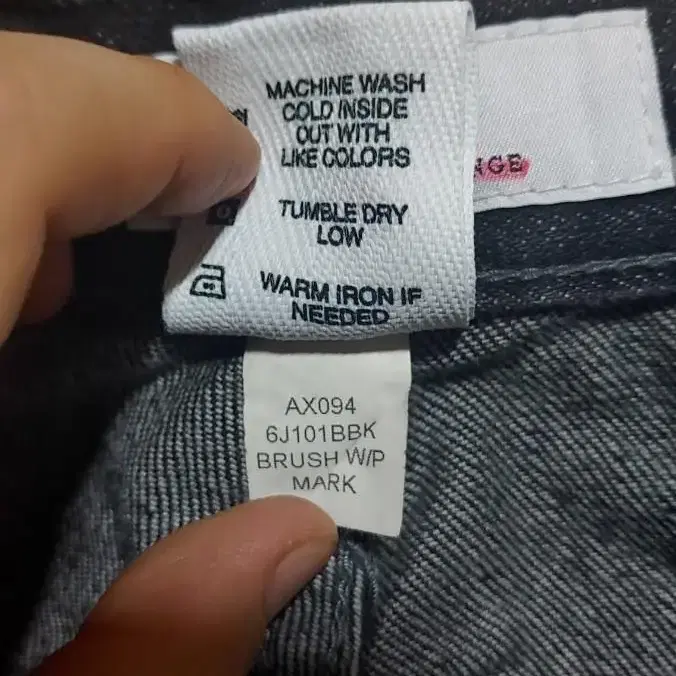 MACHINE WASH
COLD INSIDE
OUT WITH
LIKE COLORS
TUMBLE DRY
LOW
WARM IRON IF
NEEDED
AX094
6J101BBK
BRUSH W/P
MARK